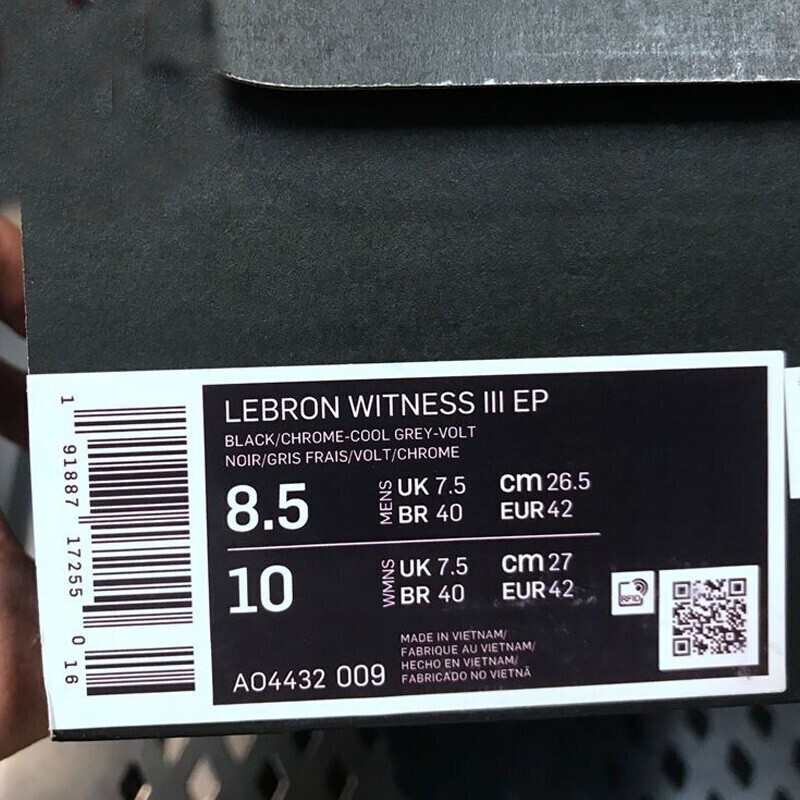 LEBRON WITNESS III EP
BLACK/CHROME-COOL GREY-VOLT
NOIR/GRIS FRAIS/VOLT/CHROME
8.5 MENS UK 7.5 cm 26.5
BR 40 EUR 42
10 WMNS UK 7.5 cm 27
BR 40 EUR 42
RFID
MADE IN VIETNAM/
FABRIQUE AU VIETNAM/
HECHO EN VIETNAM/
FABRICADO NO VIETNÃ
AO4432 009
1 91887 17255 0 16